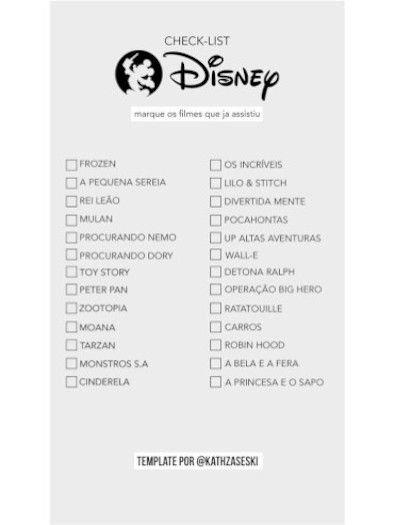 CHECK-LIST
Disney
marque os filmes que ja assistiu
FROZEN
A PEQUENA SEREIA
REI LEÃO
MULAN
PROCURANDO NEMO
PROCURANDO DORY
TOY STORY
PETER PAN
ZOOTOPIA
MOANA
TARZAN
MONSTROS S.A
CINDERELA
OS INCRÍVEIS
LILO & STITCH
DIVERTIDA MENTE
POCAHONTAS
UP ALTAS AVENTURAS
WALL-E
DETONA RALPH
OPERAÇÃO BIG HERO
RATATOUILLE
CARROS
ROBIN HOOD
A BELA E A FERA
A PRINCESA E O SAPO
TEMPLATE POR @KATHZASESKI